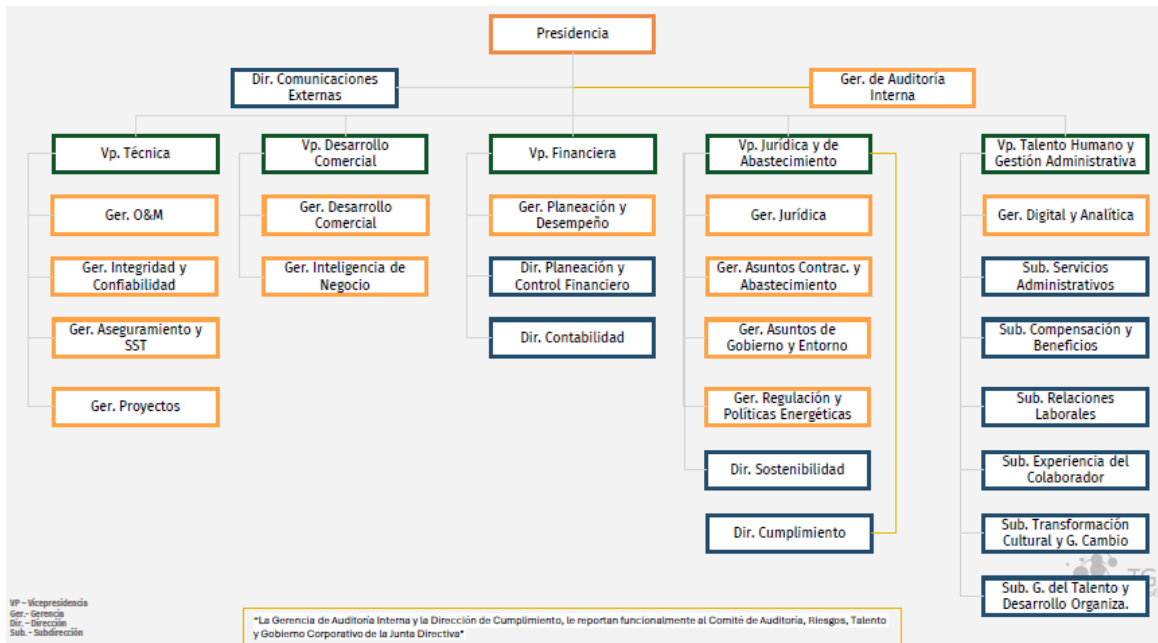 Presidencia
Dir. Comunicaciones
Externas
Ger. de Auditoría
Interna
Vp. Técnica
Ger. O&M
Ger. Integridad y
Confiabilidad
Ger. Aseguramiento y
SST
Ger. Proyectos
Vp. Desarrollo
Comercial
Ger. Desarrollo
Comercial
Ger. Inteligencia de
Negocio
Vp. Financiera
Ger. Planeación y
Desempeño
Dir. Planeación y
Control Financiero
Dir. Contabilidad
Vp. Jurídica y de
Abastecimiento
Ger. Jurídica
Ger. Asuntos Contrac. y
Abastecimiento
Ger. Asuntos de
Gobierno y Entorno
Ger. Regulación y
Políticas Energéticas
Dir. Sostenibilidad
Dir. Cumplimiento
Vp. Talento Humano y
Gestión Administrativa
Ger. Digital y Analítica
Sub. Servicios
Administrativos
Sub. Compensación y
Beneficios
Sub. Relaciones
Laborales
Sub. Experiencia del
Colaborador
Sub. Transformación
Cultural y G. Cambio
Sub. G. del Talento y
Desarrollo Organiza.
VP – Vicepresidencia
Ger.- Gerencia
Dir. – Dirección
Sub. - Subdirección
"La Gerencia de Auditoría Interna y la Dirección de Cumplimiento, le reportan funcionalmente al Comité de Auditoría, Riesgos, Talento
y Gobierno Corporativo de la Junta Directiva"